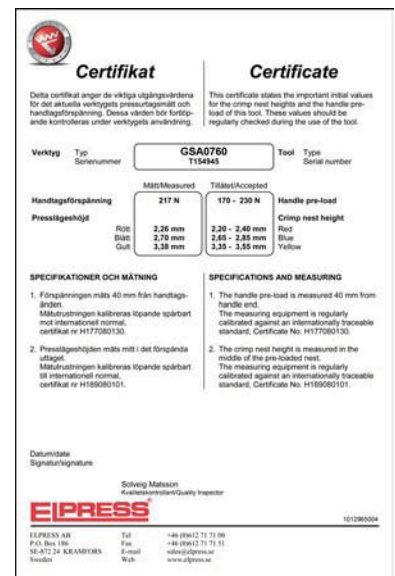 Certifikat
Certificate
Detta certifikat anger de viktiga utgångsvärdena
för det aktuella verktygets pressurtagsmått och
handtagsförspänning. Dessa värden bör fortlöp-
ande kontrolleras under verktygets användning.
This certificate states the important initial values
for the crimp nest heights and the handle pre-
load of this tool. These values should be
regularly checked during the use of the tool.
Verktyg Typ GSA0760 Tool Type
Serienummer T154945 Serial number
Mätt/Measured Tillåtet/Accepted
Handtagsförspänning 217 N 170 - 230 N Handle pre-load
Presslägeshöjd Crimp nest height
Rött 2,26 mm 2,20 - 2,40 mm Red
Blått 2,70 mm 2,65 - 2,85 mm Blue
Gult 3,38 mm 3,35 - 3,55 mm Yellow
SPECIFIKATIONER OCH MÄTNING
1. Förspänningen mäts 40 mm från handtags-
änden.
Mätutrustningen kalibreras löpande spårbart
mot internationell normal,
certifikat nr H177080130.
2. Presslägeshöjden mäts mitt i det förspända
uttaget.
Mätutrustningen kalibreras löpande spårbart
till internationell normal,
certifikat nr H189080101.
SPECIFICATIONS AND MEASURING
1. The handle pre-load is measured 40 mm from
handle end.
The measuring equipment is regularly
calibrated against an internationally traceable
standard, Certificate No. H177080130.
2. The crimp nest height is measured in the
middle of the pre-loaded nest.
The measuring equipment is regularly
calibrated against an internationally traceable
standard, Certificate No. H189080101.
Datum/date
Signatur/signature
Solveig Matsson
Kvalitetskontrollant/Quality Inspector
ELPRESS
1012965004
ELPRESS AB Tel +46 (0)612 71 71 00
P.O. Box 186 Fax +46 (0)612 71 71 51
SE-872 24 KRAMFORS E-mail sales@elpress.se
Sweden Web www.elpress.se